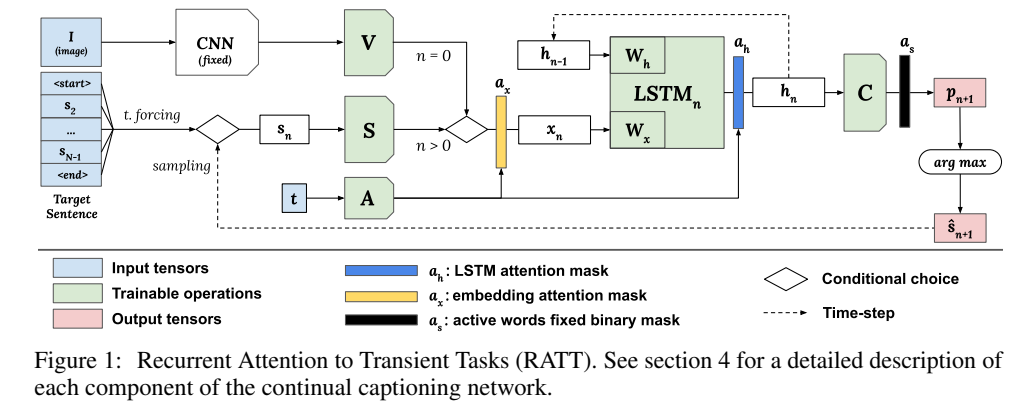 I
(image)
CNN
(fixed)
V
n = 0
h_{n-1}
W_h
LSTM_n
W_x
a_h
h_n
C
a_s
p_{n+1}
arg max
ŝ_{n+1}
<start>
s_2
...
s_{N-1}
<end>
Target
Sentence
t. forcing
sampling
s_n
S
n > 0
a_x
x_n
t
A
Input tensors
Trainable operations
Output tensors
a_h: LSTM attention mask
a_x: embedding attention mask
a_s: active words fixed binary mask
Conditional choice
Time-step
Figure 1: Recurrent Attention to Transient Tasks (RATT). See section 4 for a detailed description of
each component of the continual captioning network.